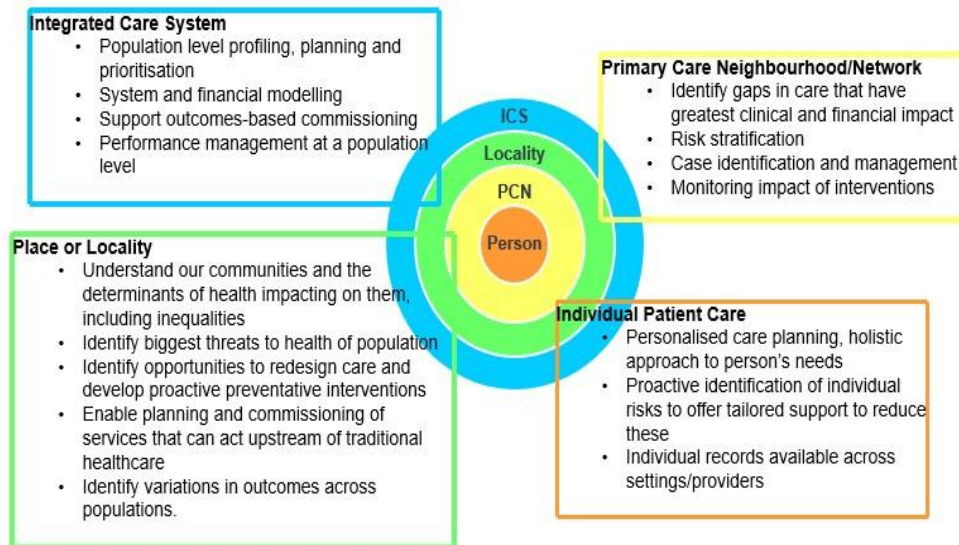 Integrated Care System
• Population level profiling, planning and
prioritisation
• System and financial modelling
• Support outcomes-based commissioning
• Performance management at a population
level
Primary Care Neighbourhood/Network
• Identify gaps in care that have
greatest clinical and financial impact
• Risk stratification
• Case identification and management
• Monitoring impact of interventions
ICS
Locality
PCN
Person
Place or Locality
• Understand our communities and the
determinants of health impacting on them,
including inequalities
• Identify biggest threats to health of population
• Identify opportunities to redesign care and
develop proactive preventative interventions
• Enable planning and commissioning of
services that can act upstream of traditional
healthcare
• Identify variations in outcomes across
populations.
Individual Patient Care
• Personalised care planning, holistic
approach to person's needs
• Proactive identification of individual
risks to offer tailored support to reduce
these
• Individual records available across
settings/providers